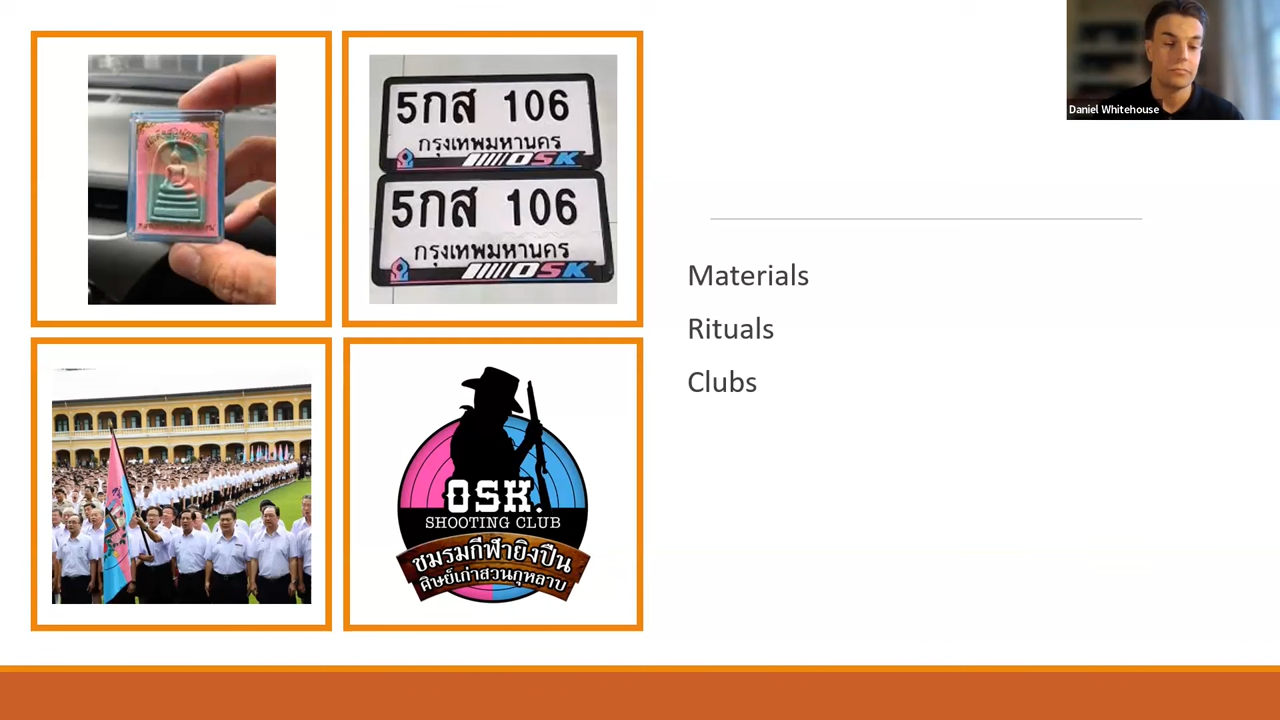 5กส 106
กรุงเทพมหานคร
OSK
5กส 106
กรุงเทพมหานคร
OSK
OSK.
SHOOTING CLUB
ชมรมกีฬายิงปืน
ศิษย์เก่าสวนกุหลาบ
Materials
Rituals
Clubs
Daniel Whitehouse